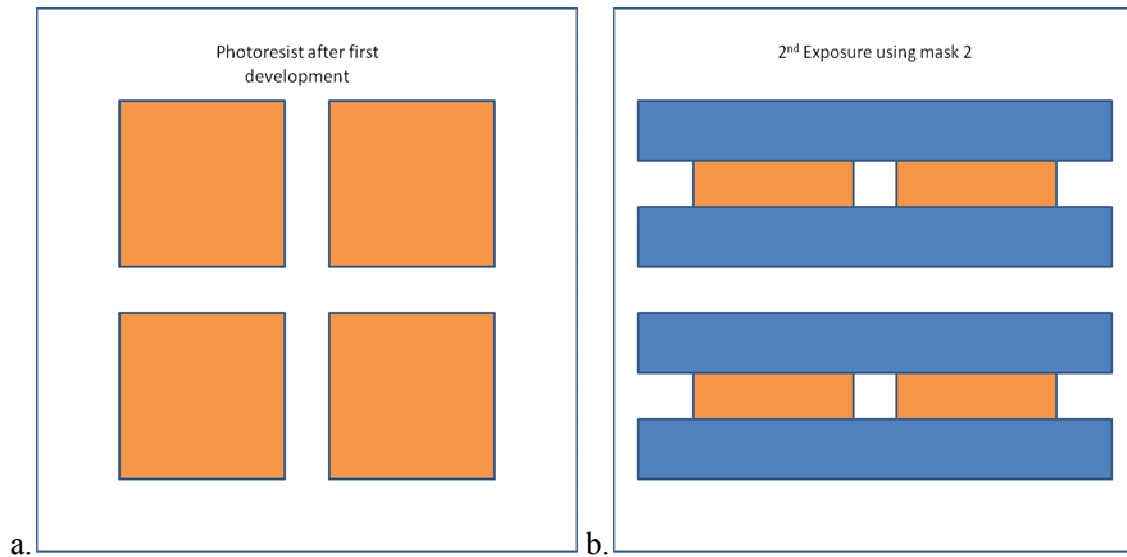 Photoresist after first
development
2nd Exposure using mask 2
a.
b.